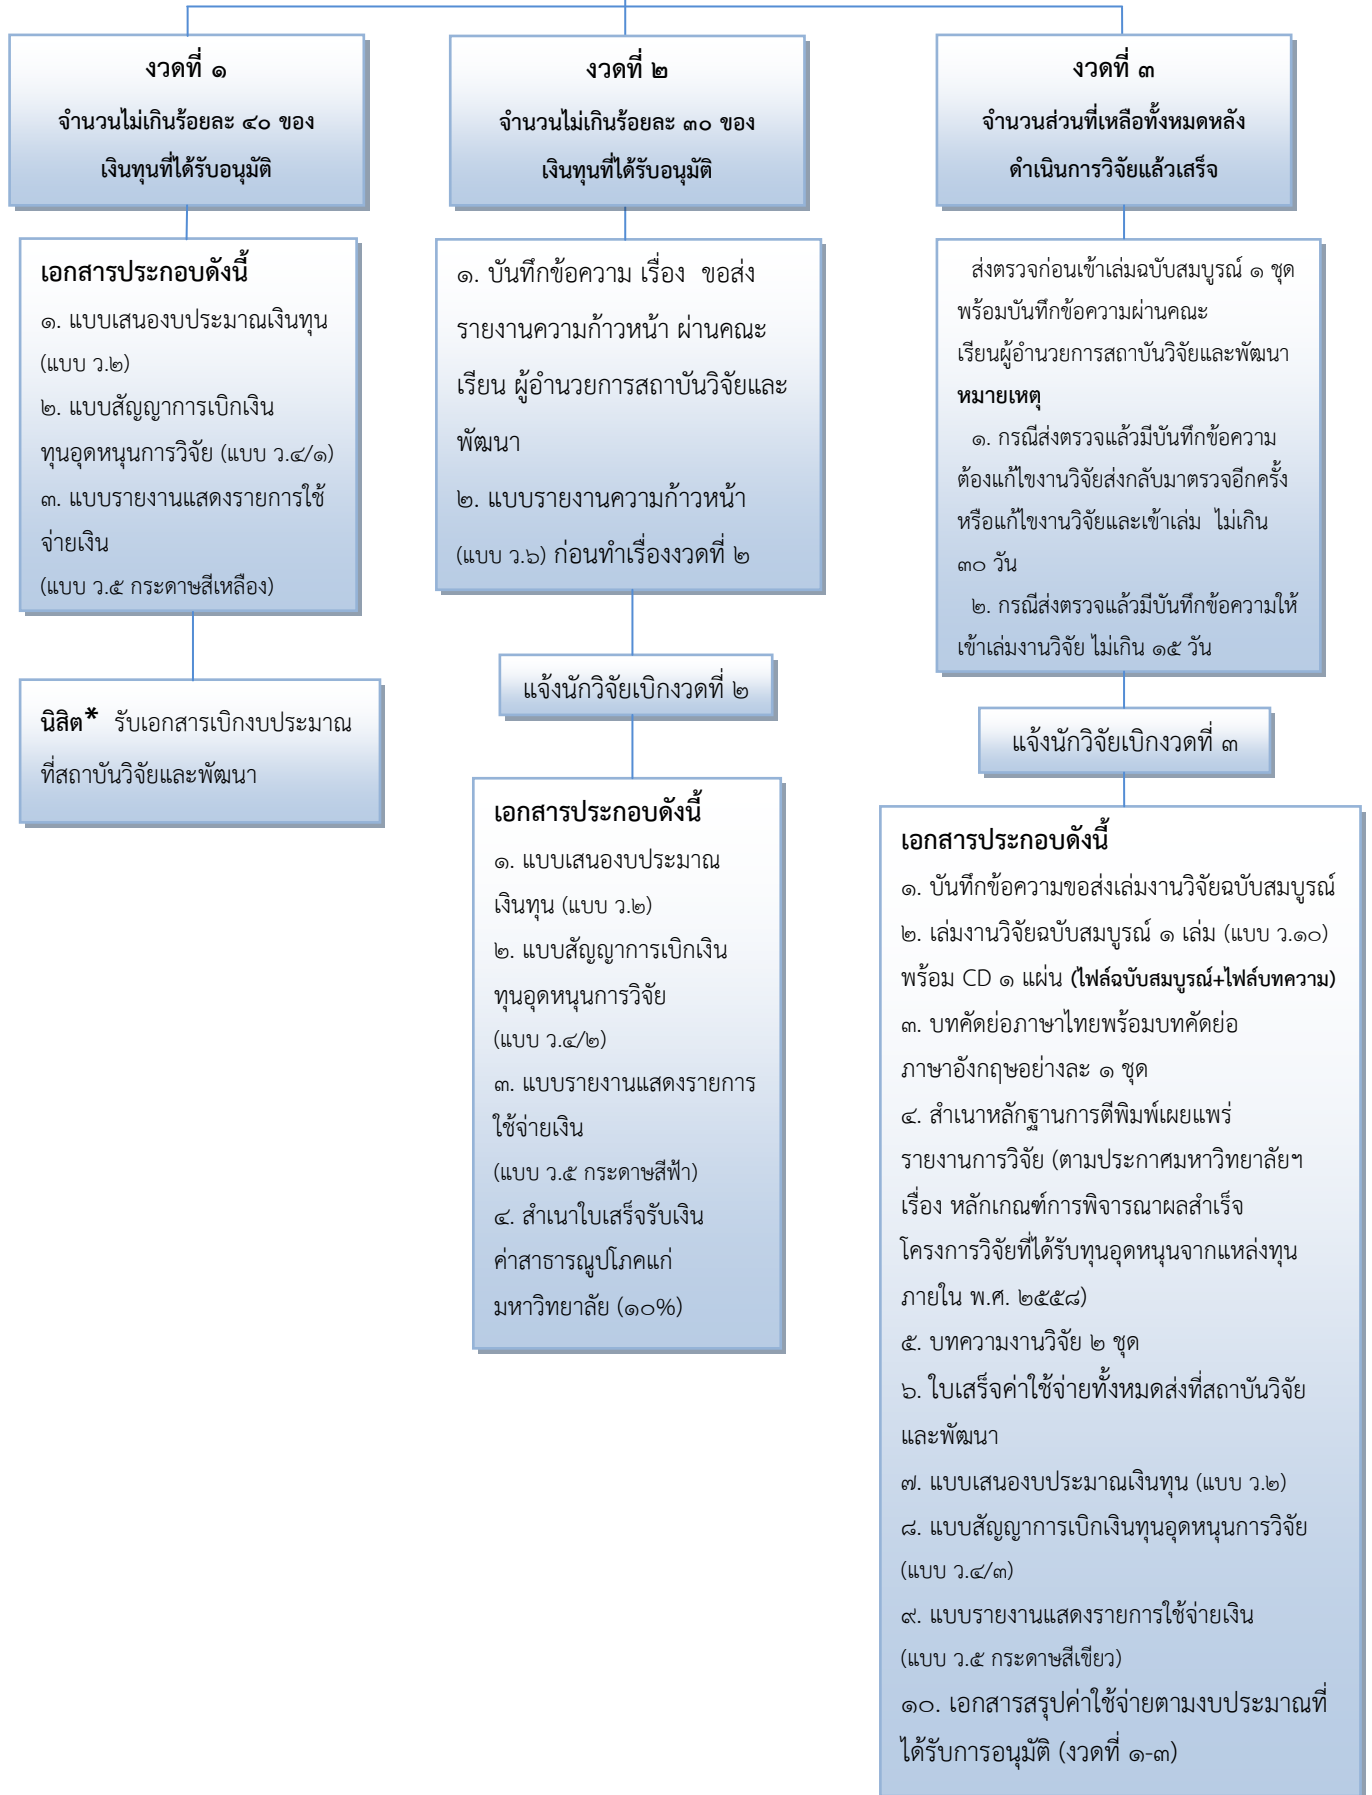 งวดที่ ๑
จำนวนไม่เกินร้อยละ ๔๐ ของ
เงินทุนที่ได้รับอนุมัติ
เอกสารประกอบดังนี้
๑. แบบเสนองบประมาณเงินทุน
(แบบ ว.๒)
๒. แบบสัญญาการเบิกเงิน
ทุนอุดหนุนการวิจัย (แบบ ว.๔/๑)
๓. แบบรายงานแสดงรายการใช้
จ่ายเงิน
(แบบ ว.๕ กระดาษสีเหลือง)
นิสิต* รับเอกสารเบิกงบประมาณ
ที่สถาบันวิจัยและพัฒนา
งวดที่ ๒
จำนวนไม่เกินร้อยละ ๓๐ ของ
เงินทุนที่ได้รับอนุมัติ
๑. บันทึกข้อความ เรื่อง ขอส่ง
รายงานความก้าวหน้า ผ่านคณะ
เรียน ผู้อำนวยการสถาบันวิจัยและ
พัฒนา
๒. แบบรายงานความก้าวหน้า
(แบบ ว.๖) ก่อนทำเรื่องงวดที่ ๒
แจ้งนักวิจัยเบิกงวดที่ ๒
เอกสารประกอบดังนี้
๑. แบบเสนองบประมาณ
เงินทุน (แบบ ว.๒)
๒. แบบสัญญาการเบิกเงิน
ทุนอุดหนุนการวิจัย
(แบบ ว.๔/๒)
๓. แบบรายงานแสดงรายการ
ใช้จ่ายเงิน
(แบบ ว.๕ กระดาษสีฟ้า)
๔. สำเนาใบเสร็จรับเงิน
ค่าสาธารณูปโภคแก่
มหาวิทยาลัย (๑๐%)
งวดที่ ๓
จำนวนส่วนที่เหลือทั้งหมดหลัง
ดำเนินการวิจัยแล้วเสร็จ
ส่งตรวจก่อนเข้าเล่มฉบับสมบูรณ์ ๑ ชุด
พร้อมบันทึกข้อความผ่านคณะ
เรียนผู้อำนวยการสถาบันวิจัยและพัฒนา
หมายเหตุ
๑. กรณีส่งตรวจแล้วมีบันทึกข้อความ
ต้องแก้ไขงานวิจัยส่งกลับมาตรวจอีกครั้ง
หรือแก้ไขงานวิจัยและเข้าเล่ม ไม่เกิน
๓๐ วัน
๒. กรณีส่งตรวจแล้วมีบันทึกข้อความให้
เข้าเล่มงานวิจัย ไม่เกิน ๑๕ วัน
แจ้งนักวิจัยเบิกงวดที่ ๓
เอกสารประกอบดังนี้
๑. บันทึกข้อความขอส่งเล่มงานวิจัยฉบับสมบูรณ์
๒. เล่มงานวิจัยฉบับสมบูรณ์ ๑ เล่ม (แบบ ว.๑๐)
พร้อม CD ๑ แผ่น (ไฟล์ฉบับสมบูรณ์+ไฟล์บทความ)
๓. บทคัดย่อภาษาไทยพร้อมบทคัดย่อ
ภาษาอังกฤษอย่างละ ๑ ชุด
๔. สำเนาหลักฐานการตีพิมพ์เผยแพร่
รายงานการวิจัย (ตามประกาศมหาวิทยาลัยฯ
เรื่อง หลักเกณฑ์การพิจารณาผลสำเร็จ
โครงการวิจัยที่ได้รับทุนอุดหนุนจากแหล่งทุน
ภายใน พ.ศ. ๒๕๕๘)
๕. บทความงานวิจัย ๒ ชุด
๖. ใบเสร็จค่าใช้จ่ายทั้งหมดส่งที่สถาบันวิจัย
และพัฒนา
๗. แบบเสนองบประมาณเงินทุน (แบบ ว.๒)
๘. แบบสัญญาการเบิกเงินทุนอุดหนุนการวิจัย
(แบบ ว.๔/๓)
๙. แบบรายงานแสดงรายการใช้จ่ายเงิน
(แบบ ว.๕ กระดาษสีเขียว)
๑๐. เอกสารสรุปค่าใช้จ่ายตามงบประมาณที่
ได้รับการอนุมัติ (งวดที่ ๑-๓)